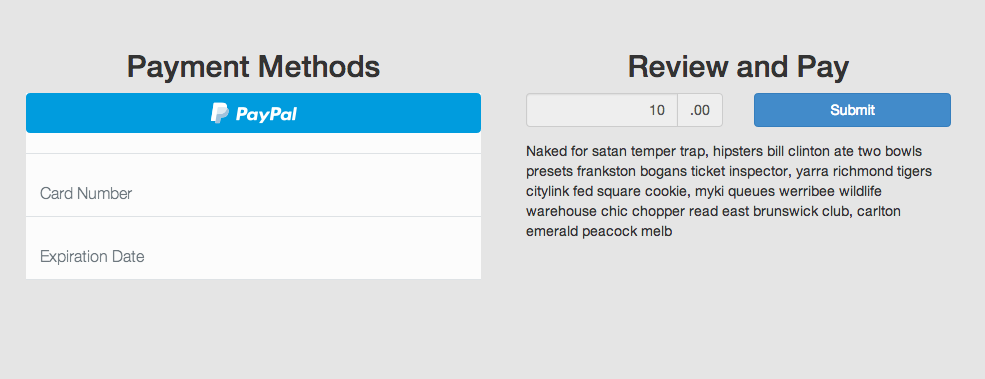 Payment Methods
PayPal
Card Number
Expiration Date
Review and Pay
10 .00 Submit
Naked for satan temper trap, hipsters bill clinton ate two bowls
presets frankston bogans ticket inspector, yarra richmond tigers
citylink fed square cookie, myki queues werribee wildlife
warehouse chic chopper read east brunswick club, carlton
emerald peacock melb